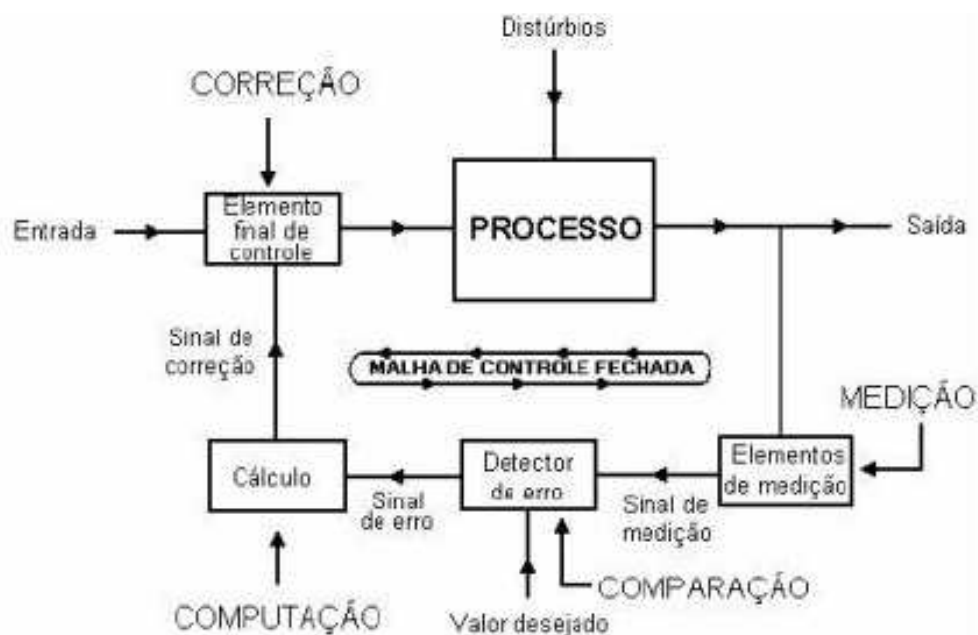 Distúrbios
CORREÇÃO
Entrada
Elemento
final de
controle
PROCESSO
Saída
Sinal de
correção
MALHA DE CONTROLE FECHADA
MEDIÇÃO
Cálculo
Sinal
de erro
Detector
de erro
Sinal de
medição
Elementos
de medição
COMPUTAÇÃO
Valor desejado
COMPARAÇÃO